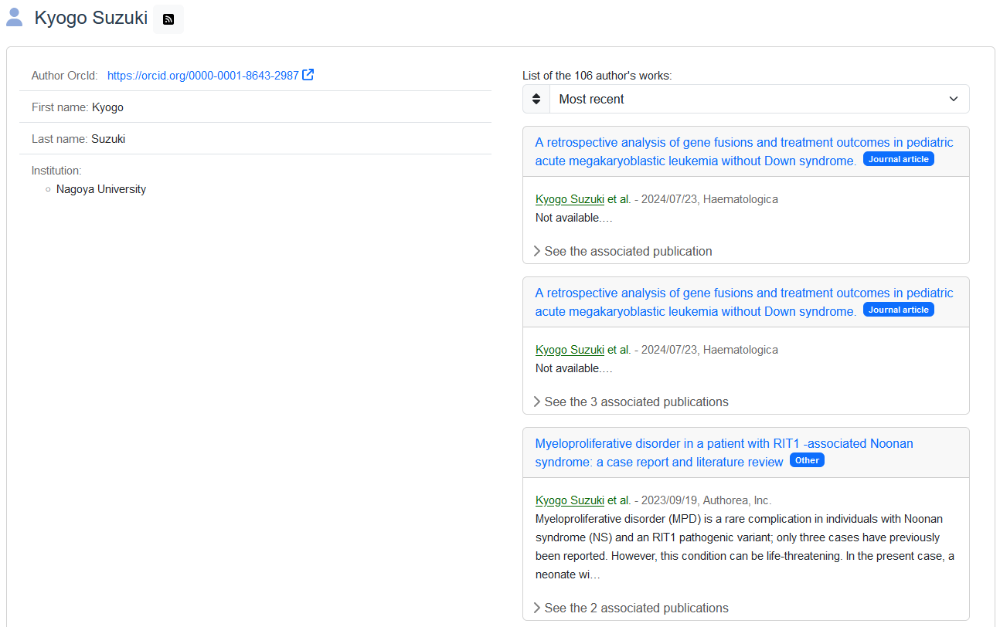 Kyogo Suzuki
Author OrcId: https://orcid.org/0000-0001-8643-2987
First name: Kyogo
Last name: Suzuki
Institution:
Nagoya University
List of the 106 author's works:
Most recent
A retrospective analysis of gene fusions and treatment outcomes in pediatric
acute megakaryoblastic leukemia without Down syndrome. Journal article
Kyogo Suzuki et al. - 2024/07/23, Haematologica
Not available.…
See the associated publication
A retrospective analysis of gene fusions and treatment outcomes in pediatric
acute megakaryoblastic leukemia without Down syndrome. Journal article
Kyogo Suzuki et al. - 2024/07/23, Haematologica
Not available.…
See the 3 associated publications
Myeloproliferative disorder in a patient with RIT1 -associated Noonan
syndrome: a case report and literature review Other
Kyogo Suzuki et al. - 2023/09/19, Authorea, Inc.
Myeloproliferative disorder (MPD) is a rare complication in individuals with Noonan
syndrome (NS) and an RIT1 pathogenic variant; only three cases have previously
been reported. However, this condition can be life-threatening. In the present case, a
neonate wi…
See the 2 associated publications